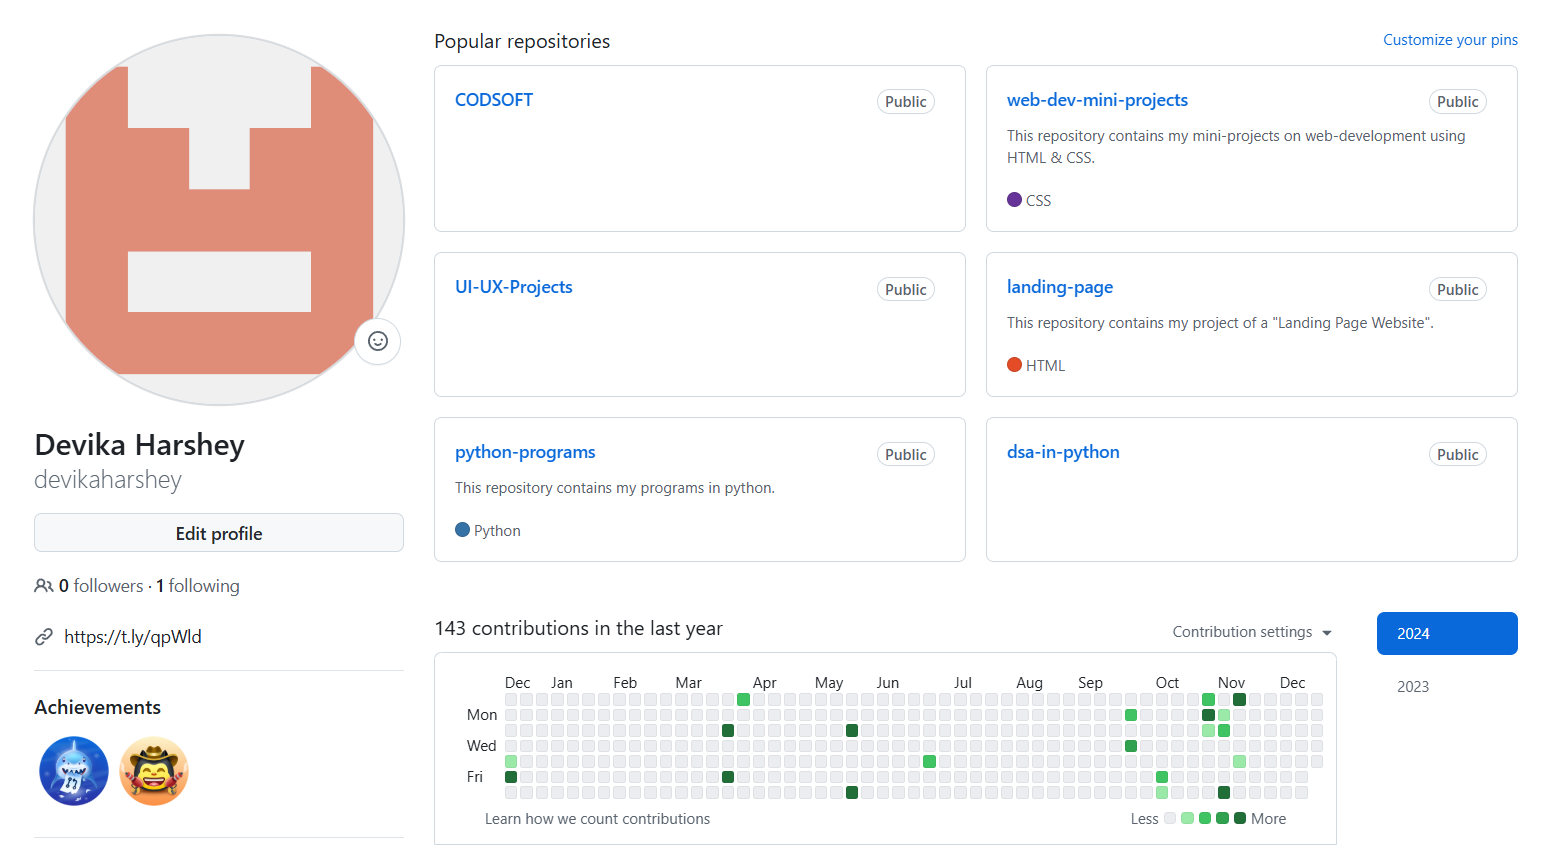 Popular repositories
Customize your pins
CODSOFT
Public
web-dev-mini-projects
Public
This repository contains my mini-projects on web-development using
HTML & CSS.
CSS
UI-UX-Projects
Public
landing-page
Public
This repository contains my project of a "Landing Page Website".
HTML
python-programs
Public
This repository contains my programs in python.
Python
dsa-in-python
Public
Devika Harshey
devikaharshey
Edit profile
0 followers · 1 following
https://t.ly/qpWld
Achievements
143 contributions in the last year
Contribution settings
2024
2023
Dec Jan Feb Mar Apr May Jun Jul Aug Sep Oct Nov Dec
Mon
Wed
Fri
Learn how we count contributions
Less More